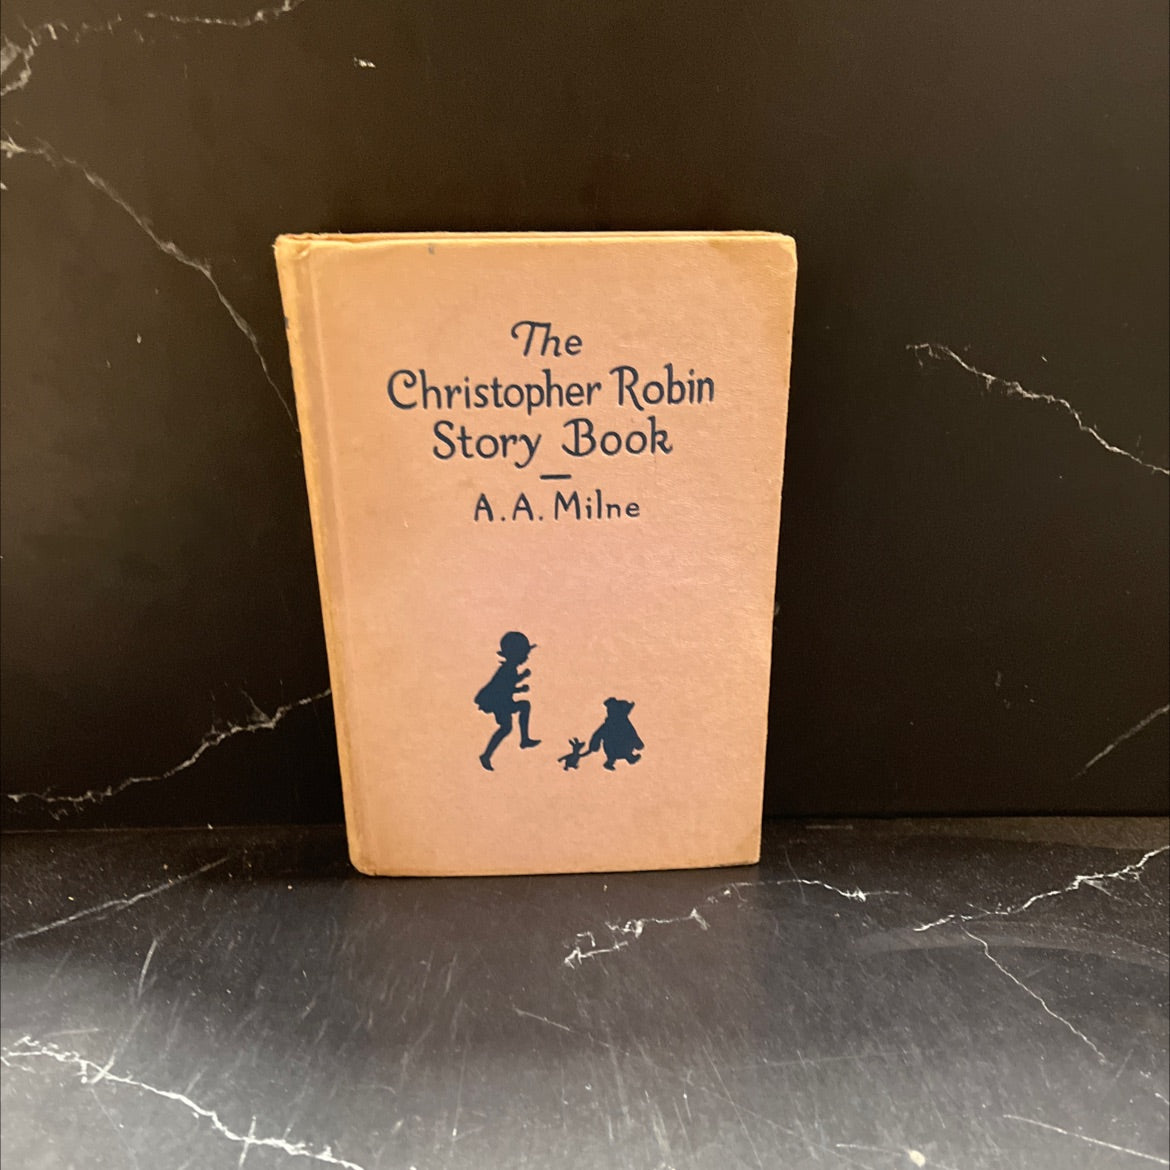 The
Christopher Robin
Story Book
A. A. Milne